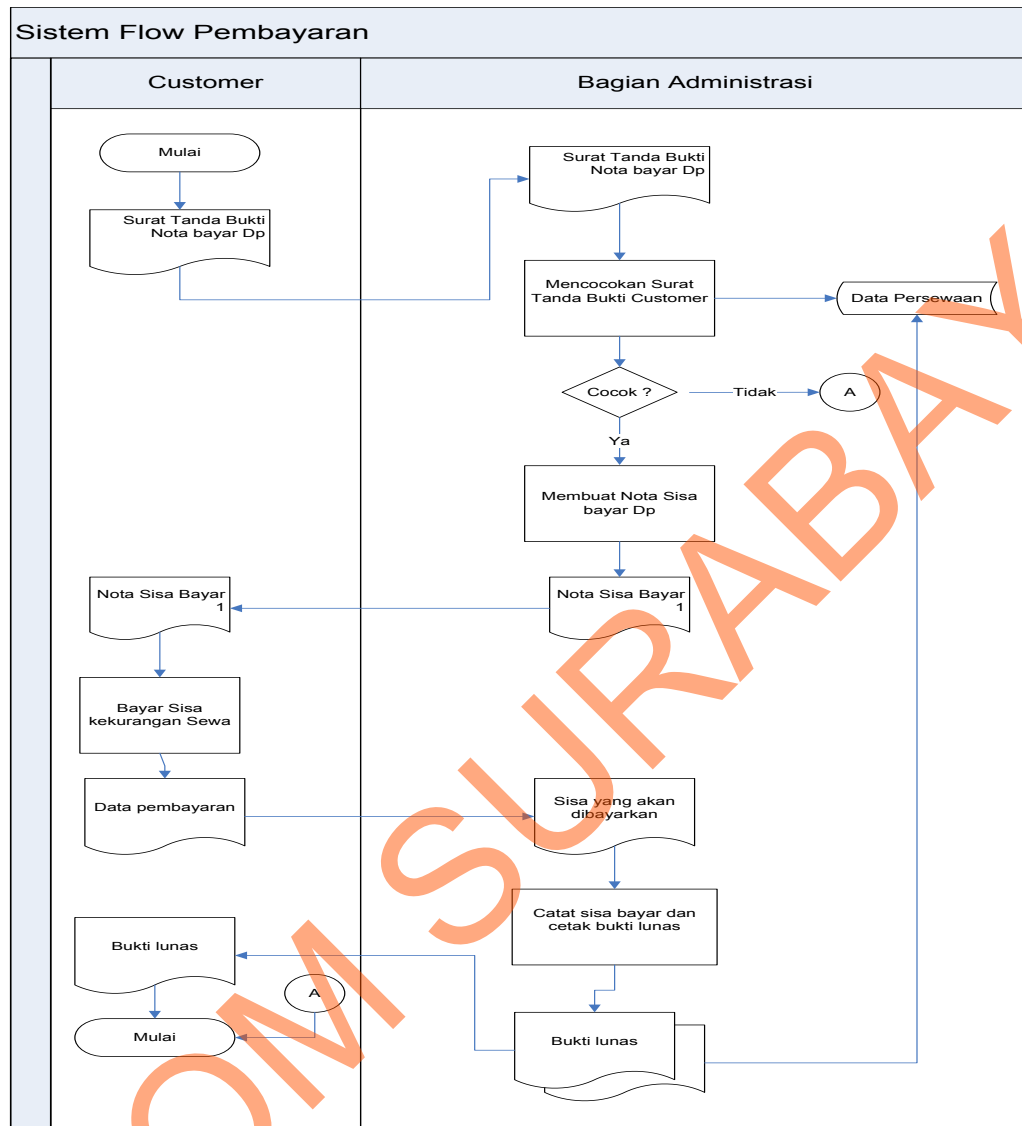 Sistem Flow Pembayaran
Customer
Bagian Administrasi
Mulai
Surat Tanda Bukti
Nota bayar Dp
Surat Tanda Bukti
Nota bayar Dp
Mencocokan Surat
Tanda Bukti Customer
Data Persewaan
Cocok ?
Tidak
A
Ya
Membuat Nota Sisa
bayar Dp
Nota Sisa Bayar
1
Nota Sisa Bayar
1
Bayar Sisa
kekurangan Sewa
Data pembayaran
Sisa yang akan
dibayarkan
Catat sisa bayar dan
cetak bukti lunas
Bukti lunas
A
Mulai
Bukti lunas
OM SURABAY